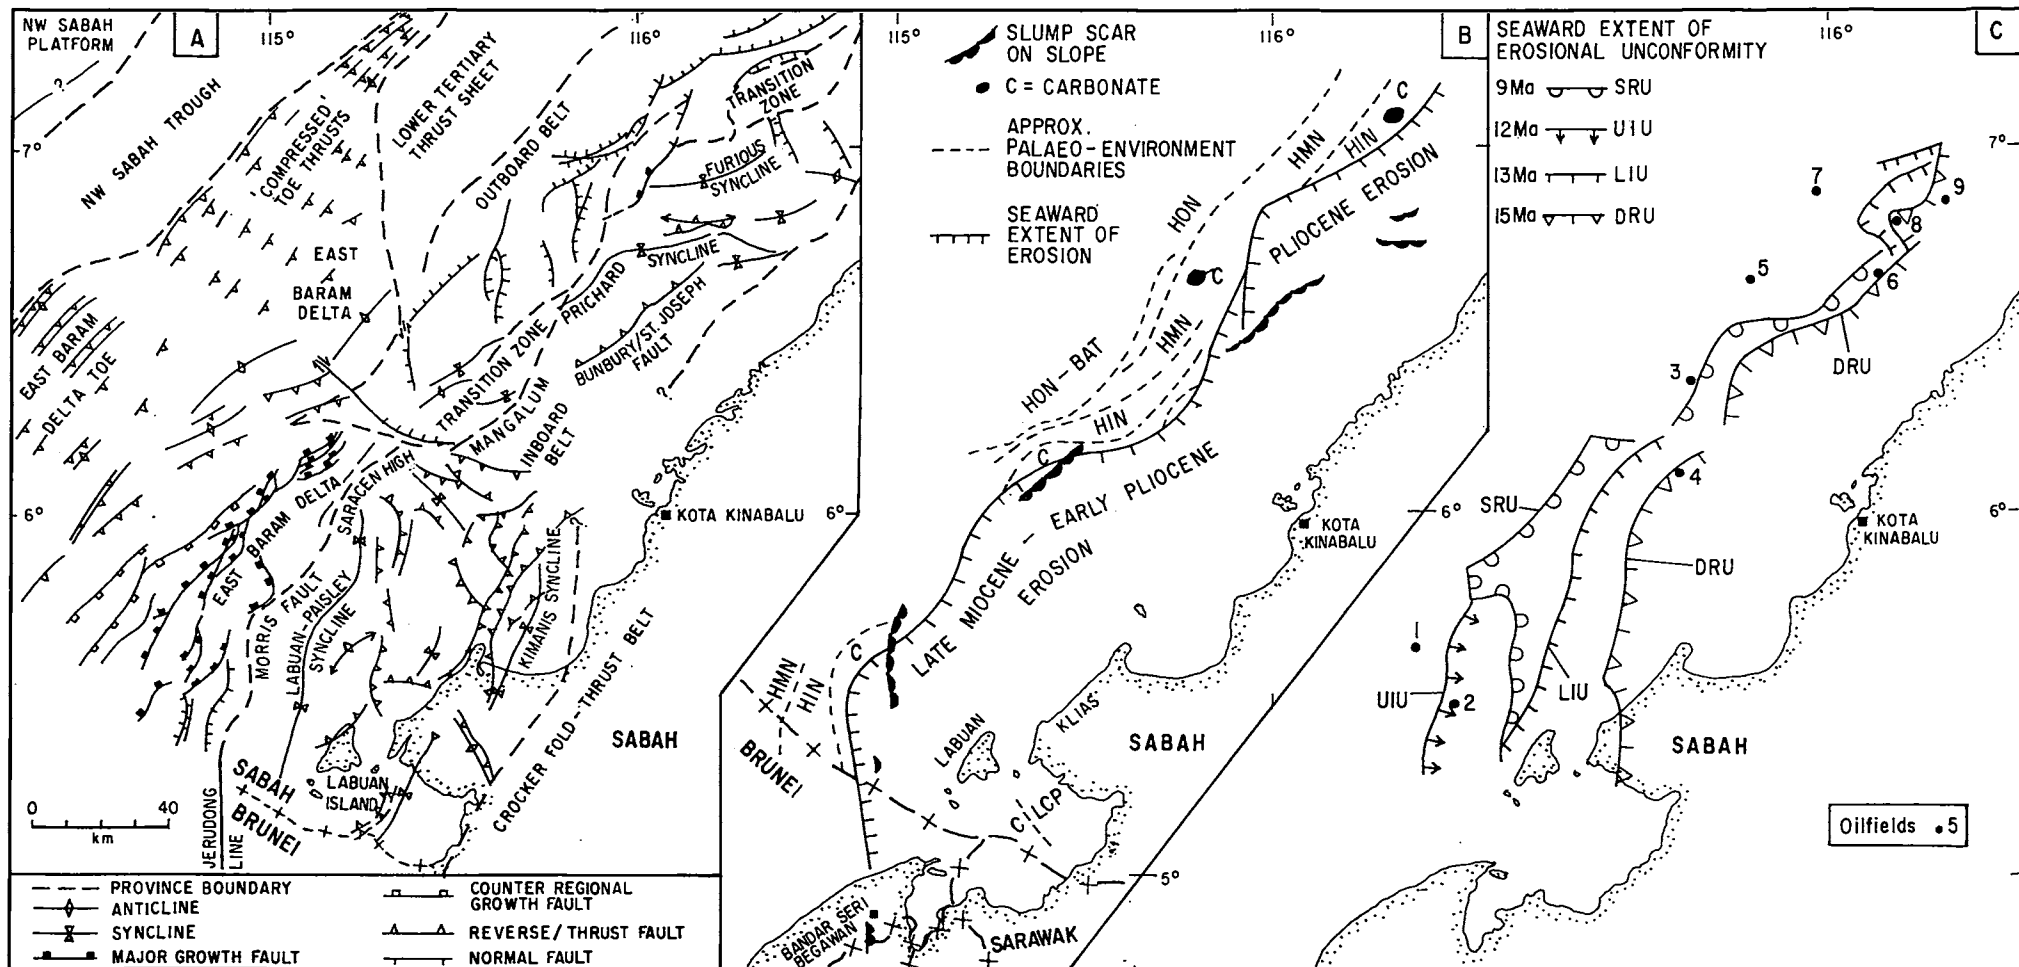 NW SABAH
PLATFORM
A
115°
116°
7°
6°
?
NW SABAH TROUGH
'COMPRESSED'
TOE THRUSTS
LOWER TERTIARY
THRUST SHEET
OUTBOARD BELT
TRANSITION
ZONE
FURIOUS
SYNCLINE
EAST
BARAM
DELTA
PRICHARD
SYNCLINE
EAST BARAM
DELTA TOE
TRANSITION ZONE
BUNBURY/ST. JOSEPH
FAULT
?
MANGALUM
INBOARD
BELT
SARACEN HIGH
EAST BARAM DELTA
KOTA KINABALU
6°
MORRIS FAULT
LABUAN-PAISLEY
SYNCLINE
KIMANIS SYNCLINE
CROCKER FOLD-THRUST BELT
SABAH
LABUAN
ISLAND
SABAH
BRUNEI
JERUDONG
LINE
0 40
km
PROVINCE BOUNDARY
ANTICLINE
SYNCLINE
MAJOR GROWTH FAULT
COUNTER REGIONAL
GROWTH FAULT
REVERSE/THRUST FAULT
NORMAL FAULT
B
115°
116°
SLUMP SCAR
ON SLOPE
C = CARBONATE
APPROX.
PALAEO-ENVIRONMENT
BOUNDARIES
SEAWARD
EXTENT OF
EROSION
C
HMN
HIN
HON
PLIOCENE EROSION
C
HMN
HON-BAT
HIN
C
LATE MIOCENE - EARLY PLIOCENE
EROSION
KOTA
KINABALU
6°
C
HMN
HIN
BRUNEI
LABUAN
KLIAS
SABAH
C
LCP
5°
BANDAR SERI
BEGAWAN
SARAWAK
C
116°
SEAWARD EXTENT OF
EROSIONAL UNCONFORMITY
9Ma SRU
12Ma UIU
13Ma LIU
15Ma DRU
7°
7
9
8
5
6
3
DRU
4
SRU
6°
KOTA
KINABALU
DRU
1
LIU
UIU
2
SABAH
Oilfields 5